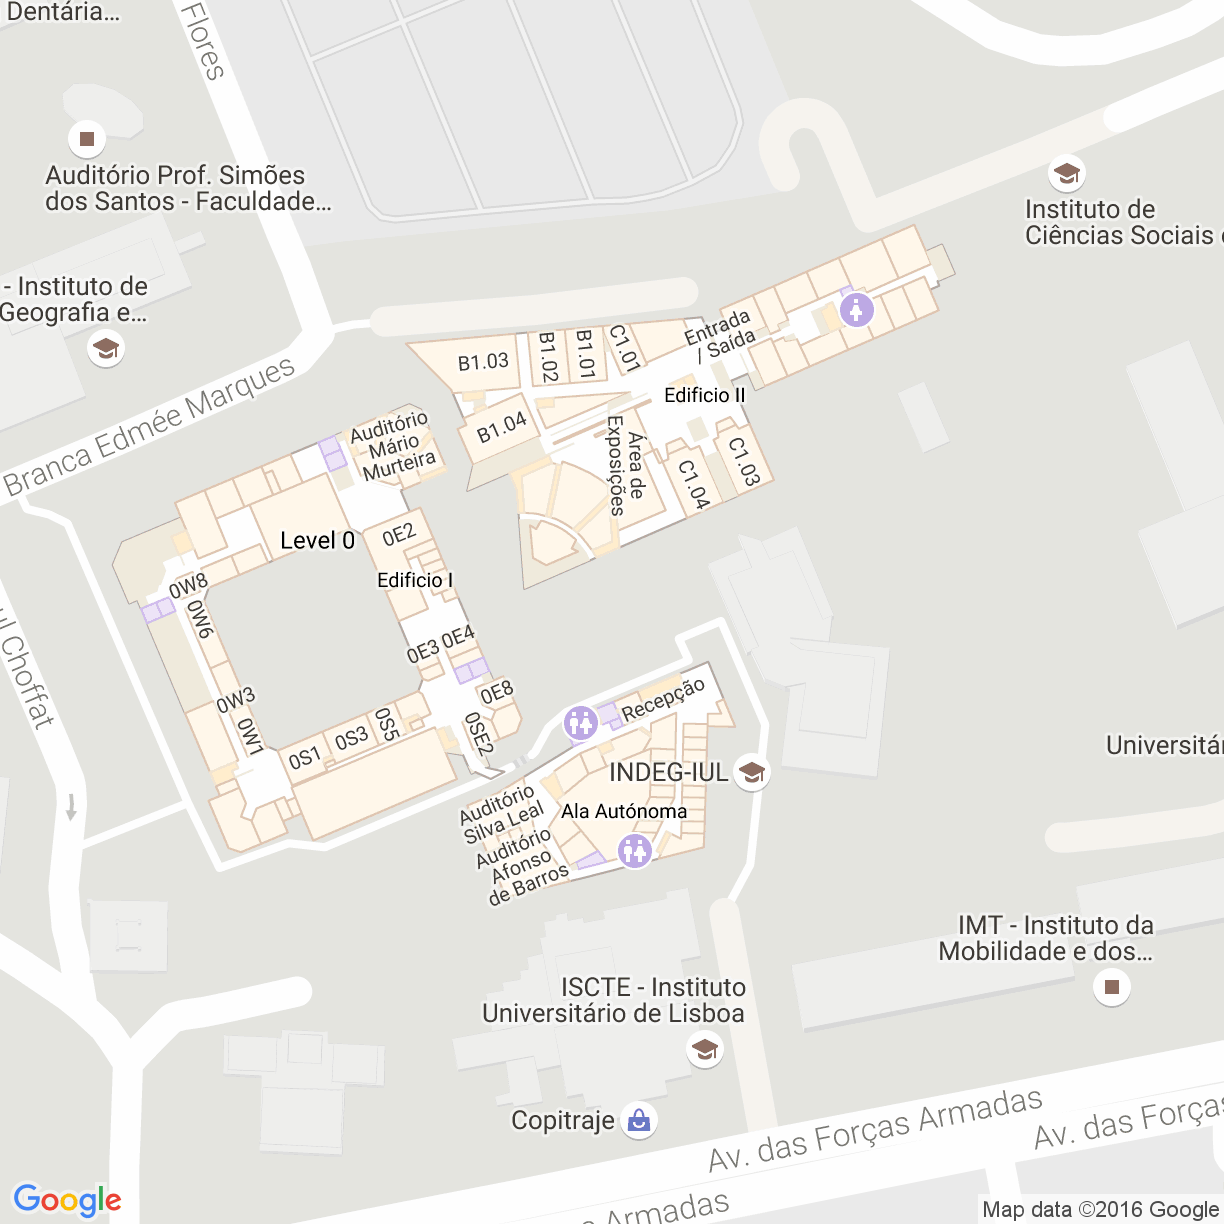 Dentária...
Flores
Auditório Prof. Simões
dos Santos - Faculdade...
Instituto de
Ciências Sociais
- Instituto de
Geografia e...
Entrada
/ Saída
B1.03
B1.02
B1.01
C1.01
Edificio II
B1.04
Área de
Exposições
C1.04
C1.03
Branca Edmée Marques
Auditório
Mário
Murteira
0E2
Level 0
Edificio I
0W8
0W6
0E3
0E4
0E8
0W3
0W1
0S1
0S3
0S5
0SE2
Recepção
ul Choffat
INDEG-IUL
Universitár
Auditório
Silva Leal
Ala Autónoma
Auditório
Afonso
de Barros
IMT - Instituto da
Mobilidade e dos...
ISCTE - Instituto
Universitário de Lisboa
Copitraje
Av. das Forças Armadas
Av. das Forças
s Armadas
Google
Map data ©2016 Google